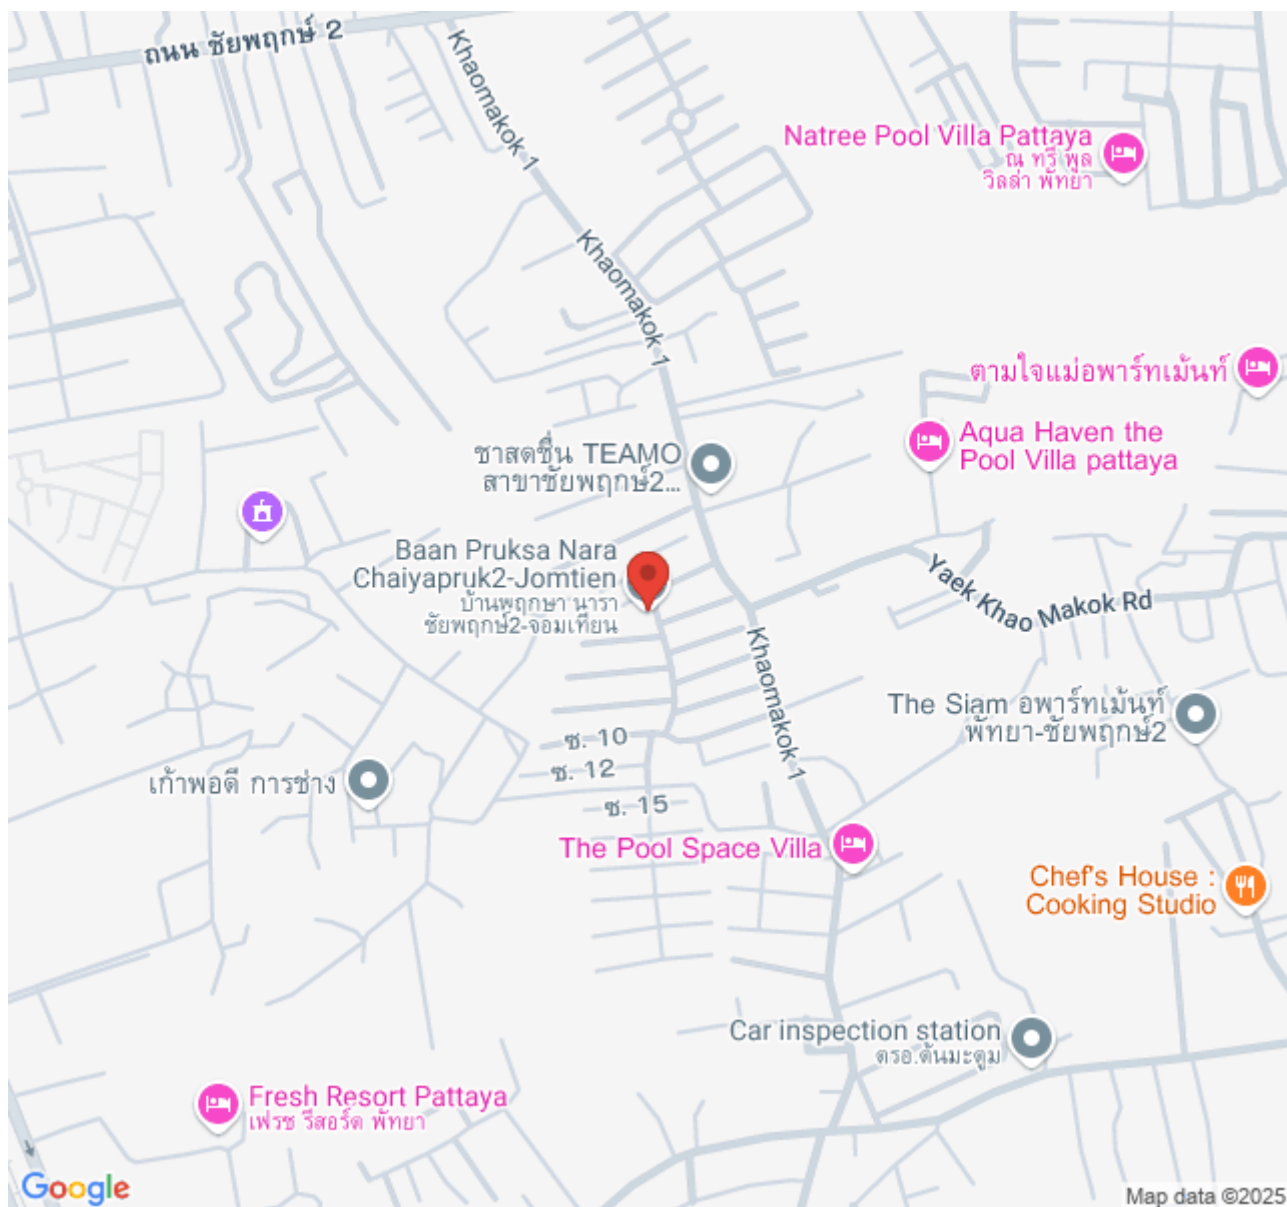 ถนน ชัยพฤกษ์ 2
Khaomakok 1
Natree Pool Villa Pattaya
ณ ทรี พูล
วิลล่า พัทยา
Khaomakok 1
ตามใจแม่อพาร์ทเม้นท์
Aqua Haven the
Pool Villa pattaya
ชาสดชื่น TEAMO
สาขาชัยพฤกษ์2...
Baan Pruksa Nara
Chaiyapruk2-Jomtien
บ้านพฤกษา นารา
ชัยพฤกษ์2-จอมเทียน
Yaek Khao Makok Rd
Khaomakok 1
The Siam อพาร์ทเม้นท์
พัทยา-ชัยพฤกษ์2
ซ. 10
ซ. 12
เก้าพอดี การช่าง
ซ. 15
The Pool Space Villa
Chef's House :
Cooking Studio
Car inspection station
ตรอ.ต้นมะตูม
Fresh Resort Pattaya
เฟรช รีสอร์ต พัทยา
Google
Map data ©2025